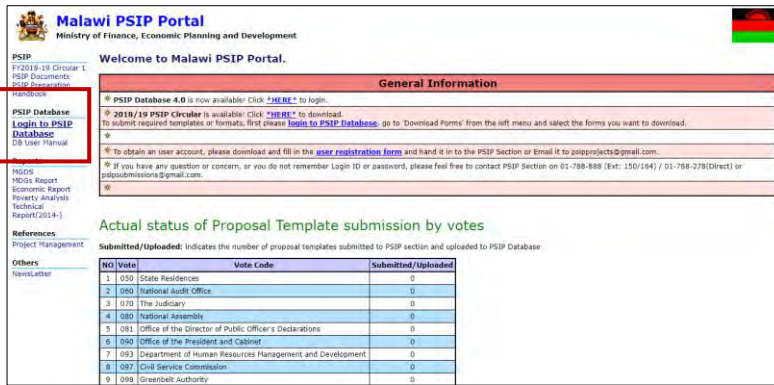 Malawi PSIP Portal
Ministry of Finance, Economic Planning and Development
PSIP
FY2018-19 Circular 1
PSIP Documents
PSIP Preparation
Handbook
PSIP Database
Login to PSIP
Database
DB User Manual
Reports
MGDS
MDGs Report
Economic Report
Poverty Analysis
Technical
Report(2014-)
References
Project Management
Others
NewsLetter
Welcome to Malawi PSIP Portal.
General Information
* PSIP Database 4.0 is now available! Click *HERE* to login.
* 2018/19 PSIP Circular is available! Click *HERE* to download.
To submit required templates or formats, first please login to PSIP Database, go to 'Download Forms' from the left menu and select the forms you want to download.
*
* To obtain an user account, please download and fill in the user registration form and hand it in to the PSIP Section or Email it to psipprojects@gmail.com.
* If you have any question or concern, or you do not remember Login ID or password, please feel free to contact PSIP Section on 01-788-888 (Ext: 150/164) / 01-788-278(Direct) or
psipsubmissions@gmail.com.
*
Actual status of Proposal Template submission by votes
Submitted/Uploaded: indicates the number of proposal templates submitted to PSIP section and uploaded to PSIP Database
NO Vote Vote Code Submitted/Uploaded
1 050 State Residences 0
2 060 National Audit Office 0
3 070 The Judiciary 0
4 080 National Assembly 0
5 081 Office of the Director of Public Officer's Declarations 0
6 090 Office of the President and Cabinet 0
7 093 Department of Human Resources Management and Development 0
8 097 Civil Service Commission 0
9 098 Greenbelt Authority 0